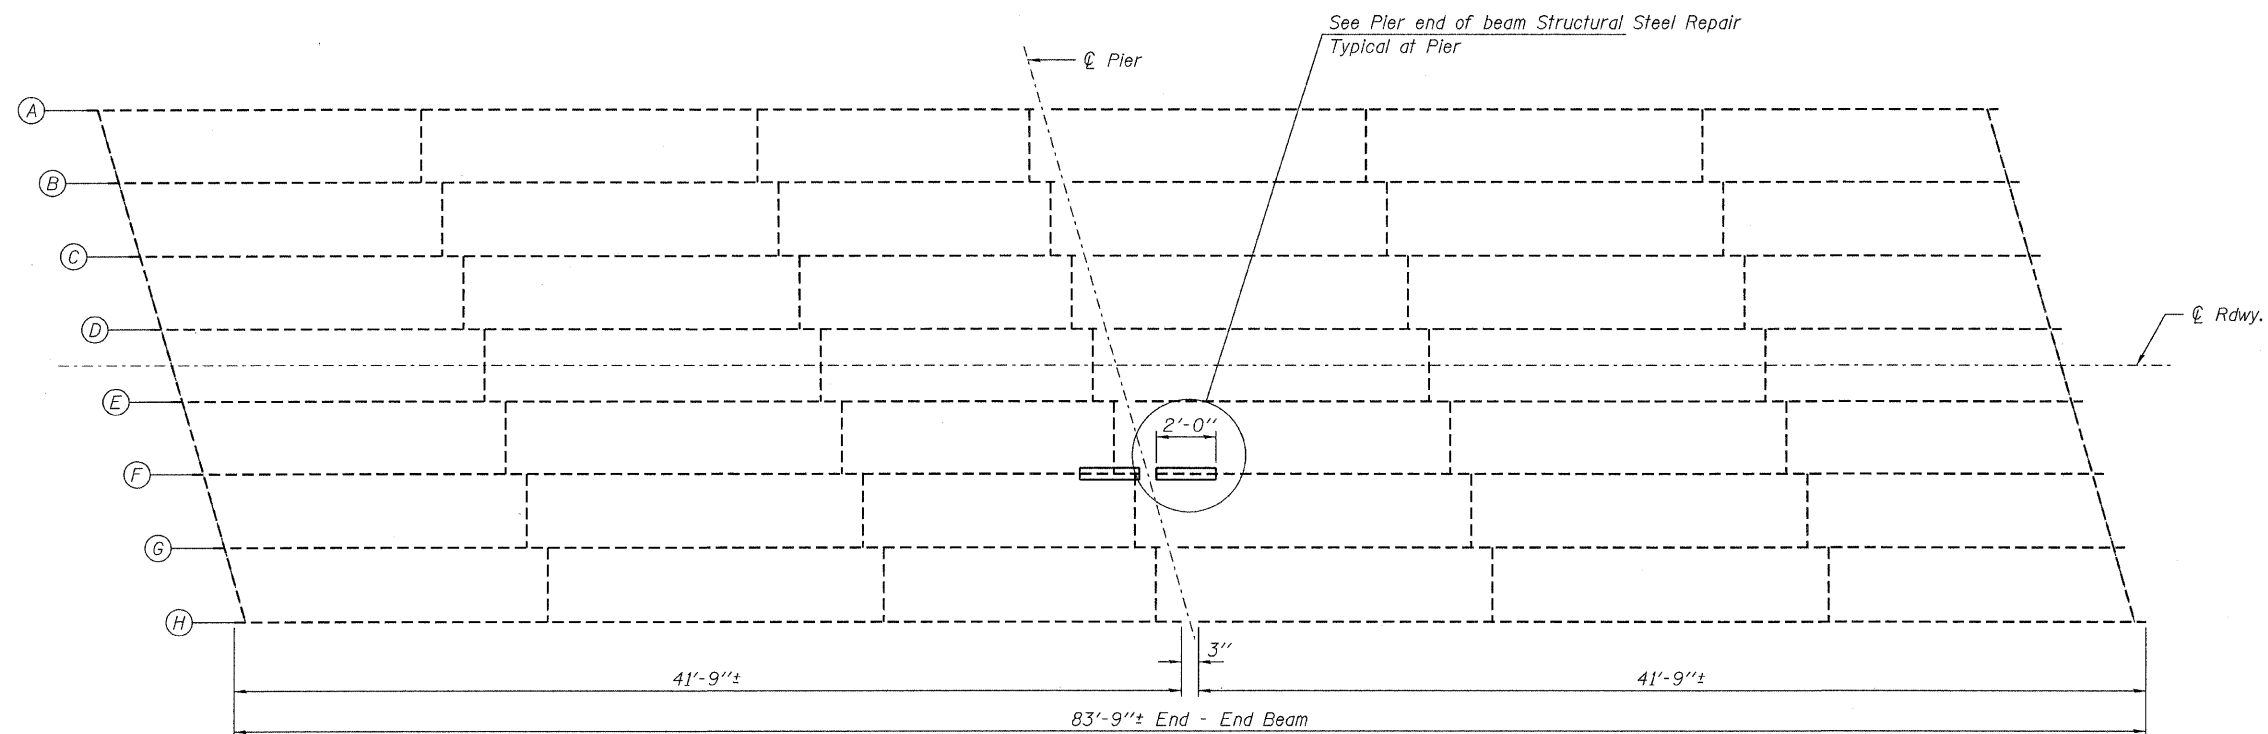 See Pier end of beam Structural Steel Repair
Typical at Pier
℄ Pier
A
B
C
D
℄ Rdwy.
E
2'-0"
F
G
H
3"
41'-9"±
41'-9"±
83'-9"± End - End Beam